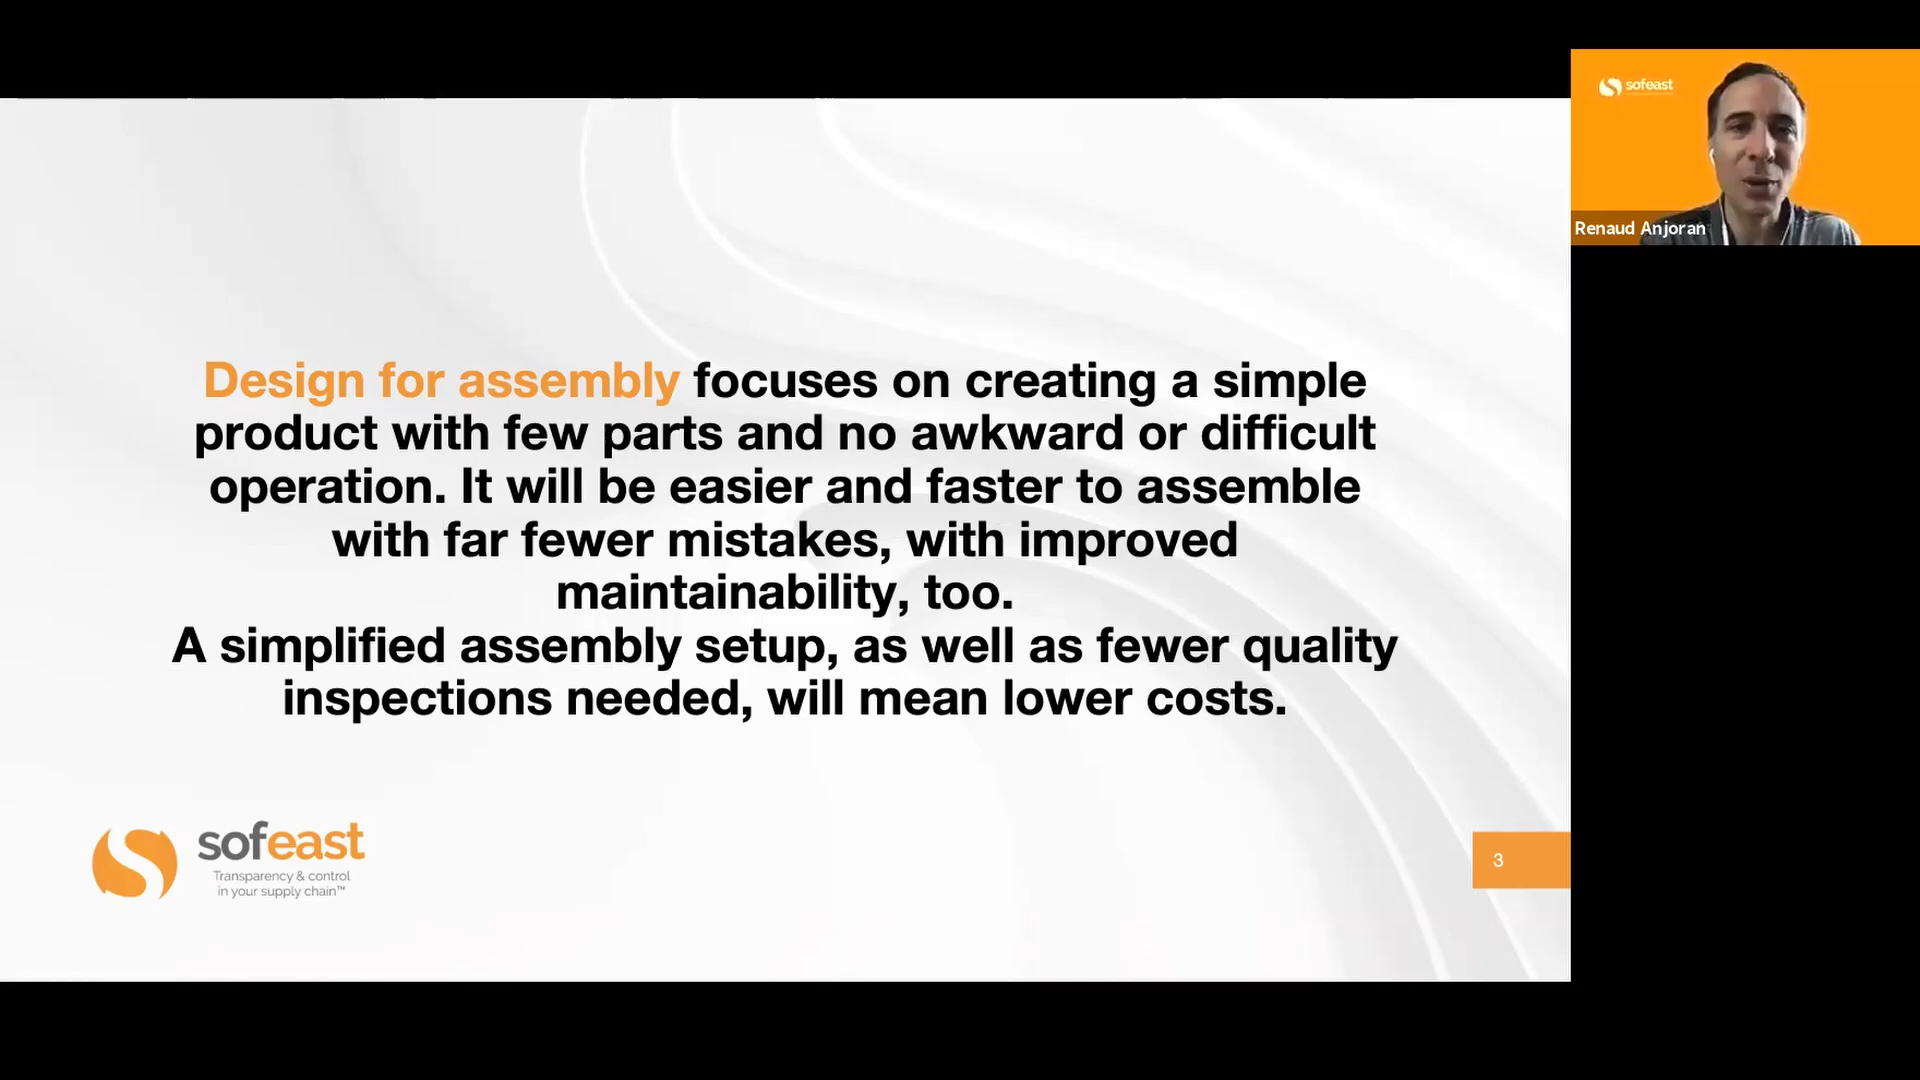 sofeast
Renaud Anjoran
Design for assembly focuses on creating a simple
product with few parts and no awkward or difficult
operation. It will be easier and faster to assemble
with far fewer mistakes, with improved
maintainability, too.
A simplified assembly setup, as well as fewer quality
inspections needed, will mean lower costs.
sofeast
Transparency & control
in your supply chain™
3